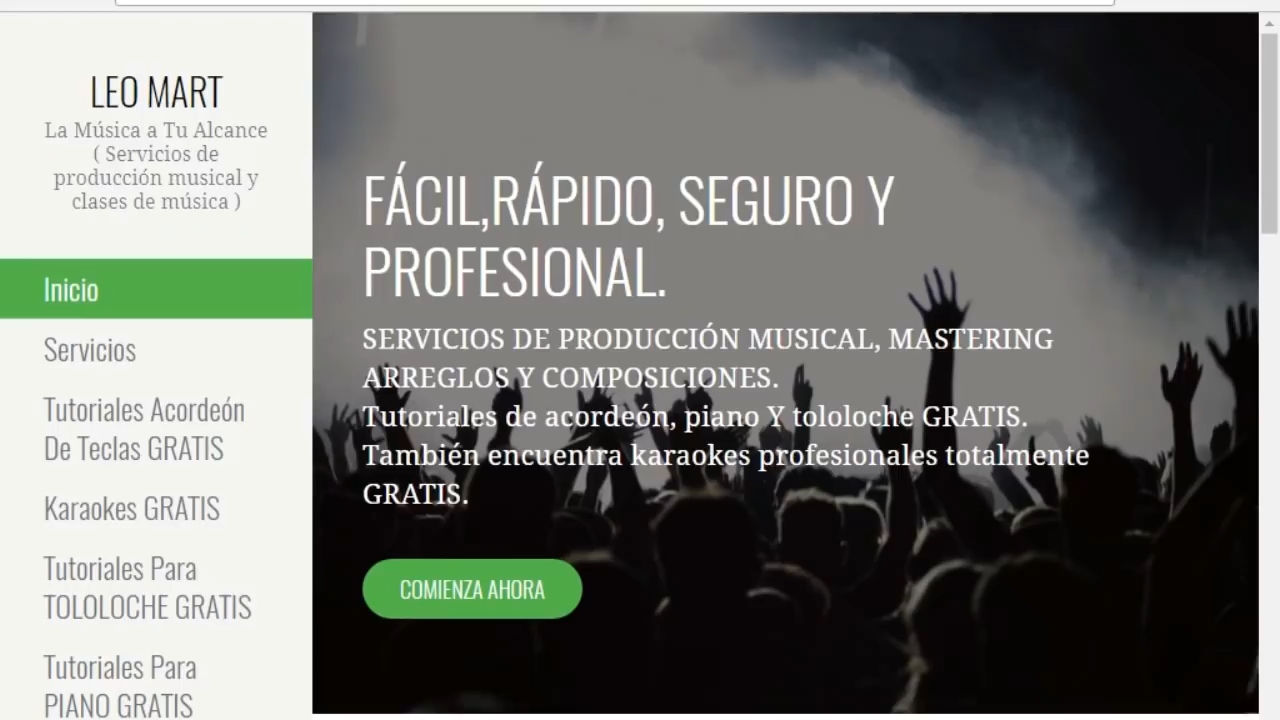 LEO MART
La Música a Tu Alcance
( Servicios de
producción musical y
clases de música )
Inicio
Servicios
Tutoriales Acordeón
De Teclas GRATIS
Karaokes GRATIS
Tutoriales Para
TOLOLOCHE GRATIS
Tutoriales Para
PIANO GRATIS
FÁCIL,RÁPIDO, SEGURO Y
PROFESIONAL.
SERVICIOS DE PRODUCCIÓN MUSICAL, MASTERING
ARREGLOS Y COMPOSICIONES.
Tutoriales de acordeón, piano Y tololoche GRATIS.
También encuentra karaokes profesionales totalmente
GRATIS.
COMIENZA AHORA